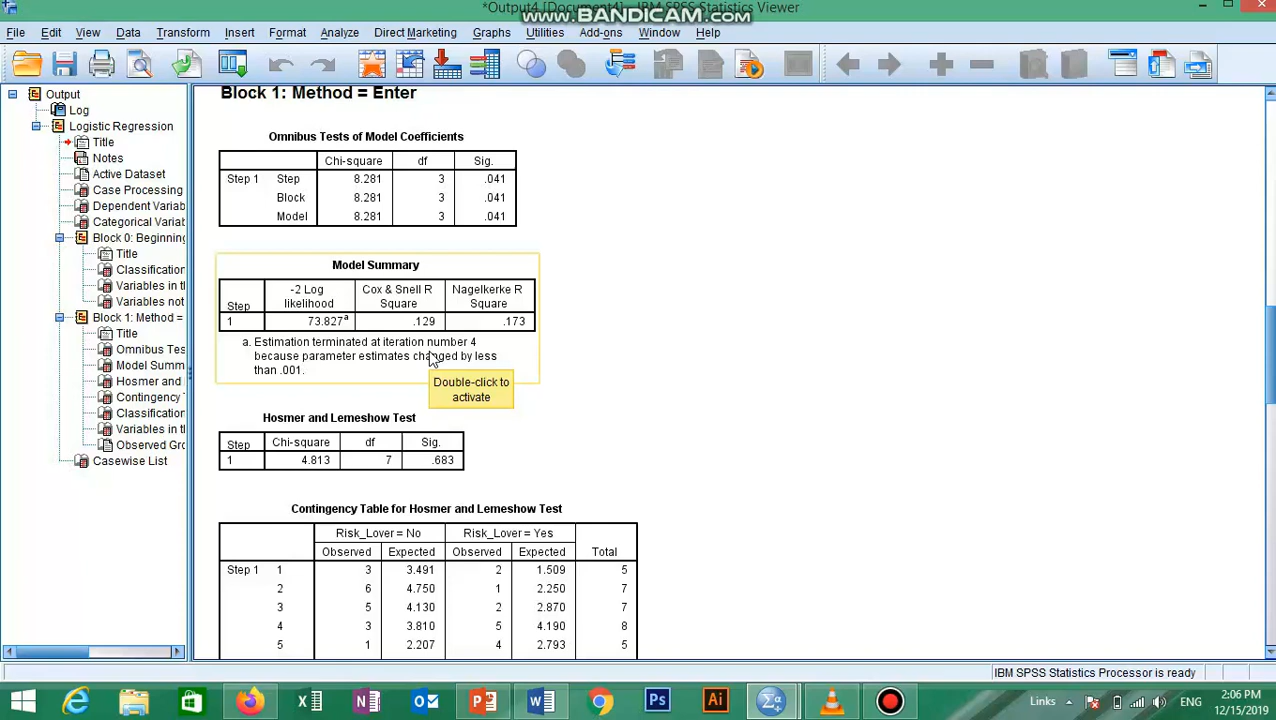 *Output4 [Document4] - IBM SPSS Statistics Viewer
www.BANDICAM.com
File Edit View Data Transform Insert Format Analyze Direct Marketing Graphs Utilities Add-ons Window Help
Output
Log
Logistic Regression
Title
Notes
Active Dataset
Case Processing
Dependent Variab
Categorical Variab
Block 0: Beginning
Title
Classification
Variables in th
Variables not
Block 1: Method =
Title
Omnibus Tes
Model Summ
Hosmer and
Contingency
Classification
Variables in th
Observed Gro
Casewise List
Block 1: Method = Enter
Omnibus Tests of Model Coefficients
Chi-square df Sig.
Step 1 Step 8.281 3 .041
Block 8.281 3 .041
Model 8.281 3 .041
Model Summary
Step -2 Log likelihood Cox & Snell R Square Nagelkerke R Square
1 73.827a .129 .173
a. Estimation terminated at iteration number 4
because parameter estimates changed by less
than .001.
Double-click to
activate
Hosmer and Lemeshow Test
Step Chi-square df Sig.
1 4.813 7 .683
Contingency Table for Hosmer and Lemeshow Test
Risk_Lover = No Risk_Lover = Yes
Observed Expected Observed Expected Total
Step 1 1 3 3.491 2 1.509 5
2 6 4.750 1 2.250 7
3 5 4.130 2 2.870 7
4 3 3.810 5 4.190 8
5 1 2.207 4 2.793 5
IBM SPSS Statistics Processor is ready
Links ENG 2:06 PM
12/15/2019